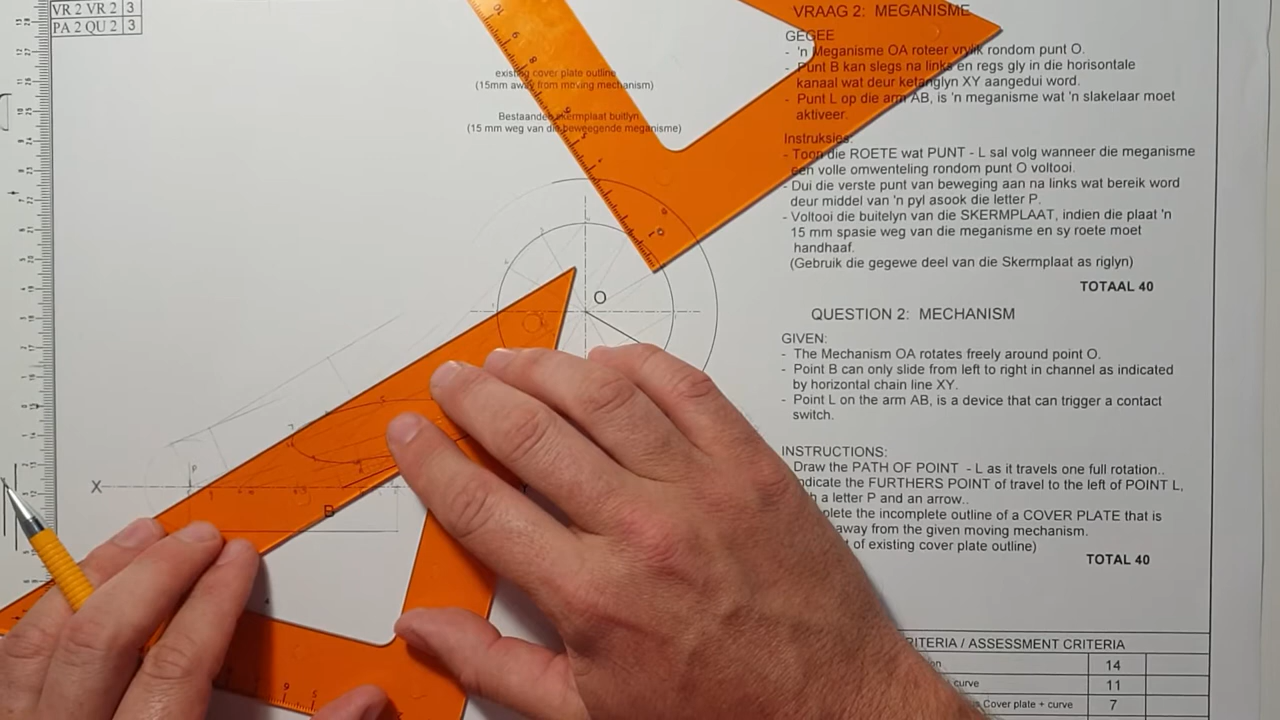 VR 2 VR 2 3
PA 2 QU 2 3
existing cover plate outline
(15mm away from moving mechanism)
Bestaande skermplaat buitlyn
(15 mm weg van die beweegende meganisme)
O
X
P
B
VRAAG 2: MEGANISME
GEGEE
- 'n Meganisme OA roteer vrylik rondom punt O.
- Punt B kan slegs na links en regs gly in die horisontale
kanaal wat deur ketanglyn XY aangedui word.
- Punt L op die arm AB, is 'n meganisme wat 'n slakelaar moet
aktiveer.
Instruksies:
- Toon die ROETE wat PUNT - L sal volg wanneer die meganisme
een volle omwenteling rondom punt O voltooi.
- Dui die verste punt van beweging aan na links wat bereik word
deur middel van 'n pyl asook die letter P.
- Voltooi die buitelyn van die SKERMPLAAT, indien die plaat 'n
15 mm spasie weg van die meganisme en sy roete moet
handhaaf.
(Gebruik die gegewe deel van die Skermplaat as riglyn)
TOTAAL 40
QUESTION 2: MECHANISM
GIVEN:
- The Mechanism OA rotates freely around point O.
- Point B can only slide from left to right in channel as indicated
by horizontal chain line XY.
- Point L on the arm AB, is a device that can trigger a contact
switch.
INSTRUCTIONS:
Draw the PATH OF POINT - L as it travels one full rotation..
ndicate the FURTHERS POINT of travel to the left of POINT L,
h a letter P and an arrow..
plete the incomplete outline of a COVER PLATE that is
away from the given moving mechanism.
of existing cover plate outline)
TOTAL 40
RITERIA / ASSESSMENT CRITERIA
14
curve 11
Cover plate + curve 7